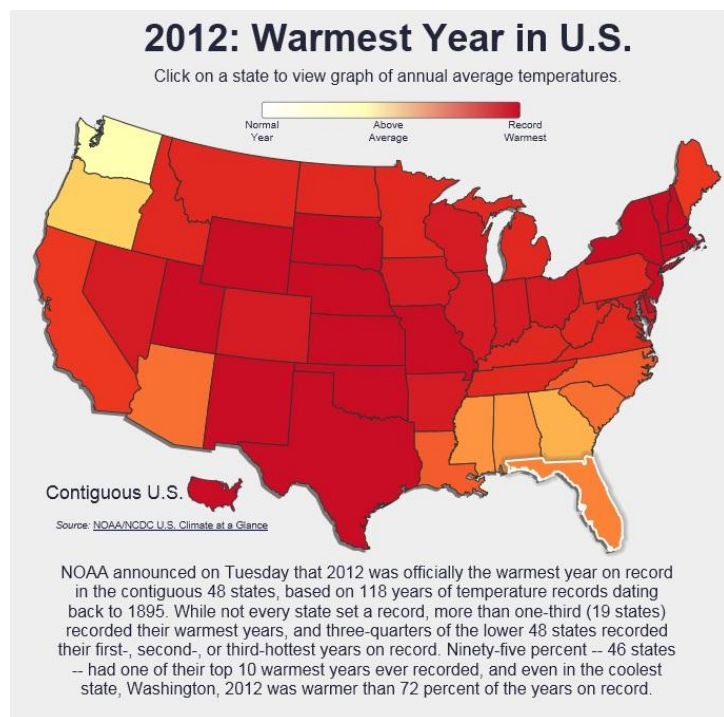 2012: Warmest Year in U.S.
Click on a state to view graph of annual average temperatures.
Normal Year
Above Average
Record Warmest
Contiguous U.S.
Source: NOAA/NCDC U.S. Climate at a Glance
NOAA announced on Tuesday that 2012 was officially the warmest year on record
in the contiguous 48 states, based on 118 years of temperature records dating
back to 1895. While not every state set a record, more than one-third (19 states)
recorded their warmest years, and three-quarters of the lower 48 states recorded
their first-, second-, or third-hottest years on record. Ninety-five percent -- 46 states
-- had one of their top 10 warmest years ever recorded, and even in the coolest
state, Washington, 2012 was warmer than 72 percent of the years on record.